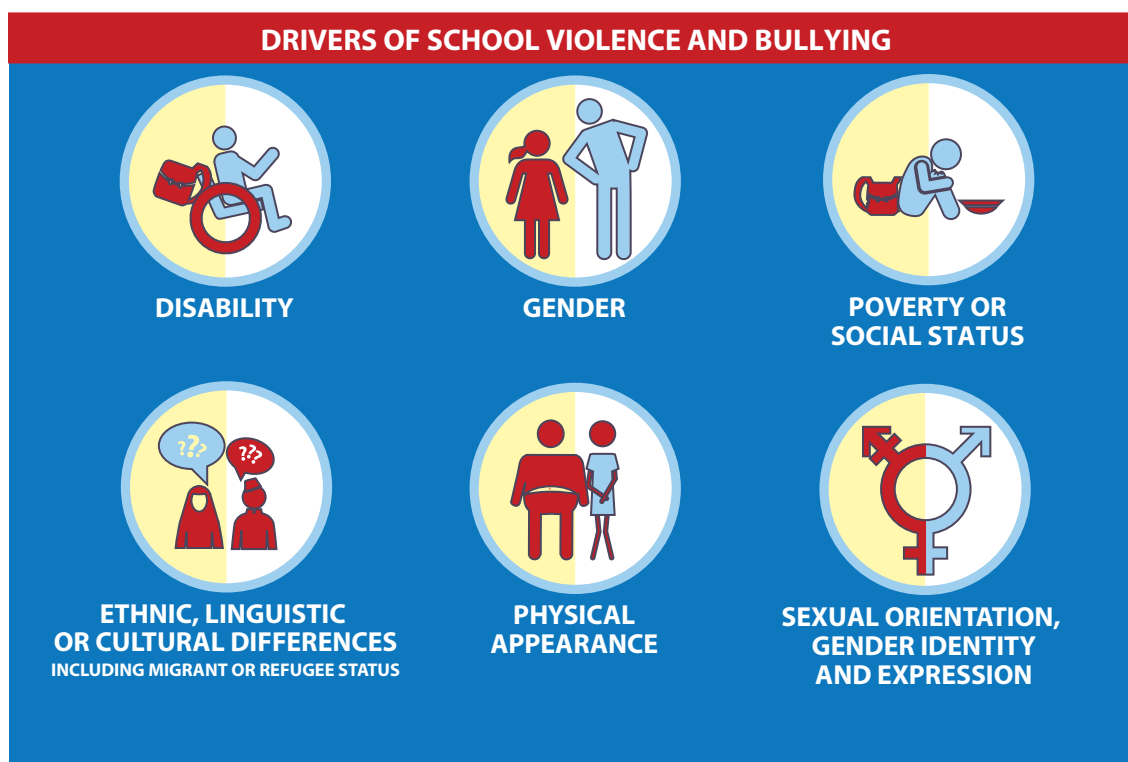 DRIVERS OF SCHOOL VIOLENCE AND BULLYING
DISABILITY
GENDER
POVERTY OR
SOCIAL STATUS
???
???
ETHNIC, LINGUISTIC
OR CULTURAL DIFFERENCES
INCLUDING MIGRANT OR REFUGEE STATUS
PHYSICAL
APPEARANCE
SEXUAL ORIENTATION,
GENDER IDENTITY
AND EXPRESSION